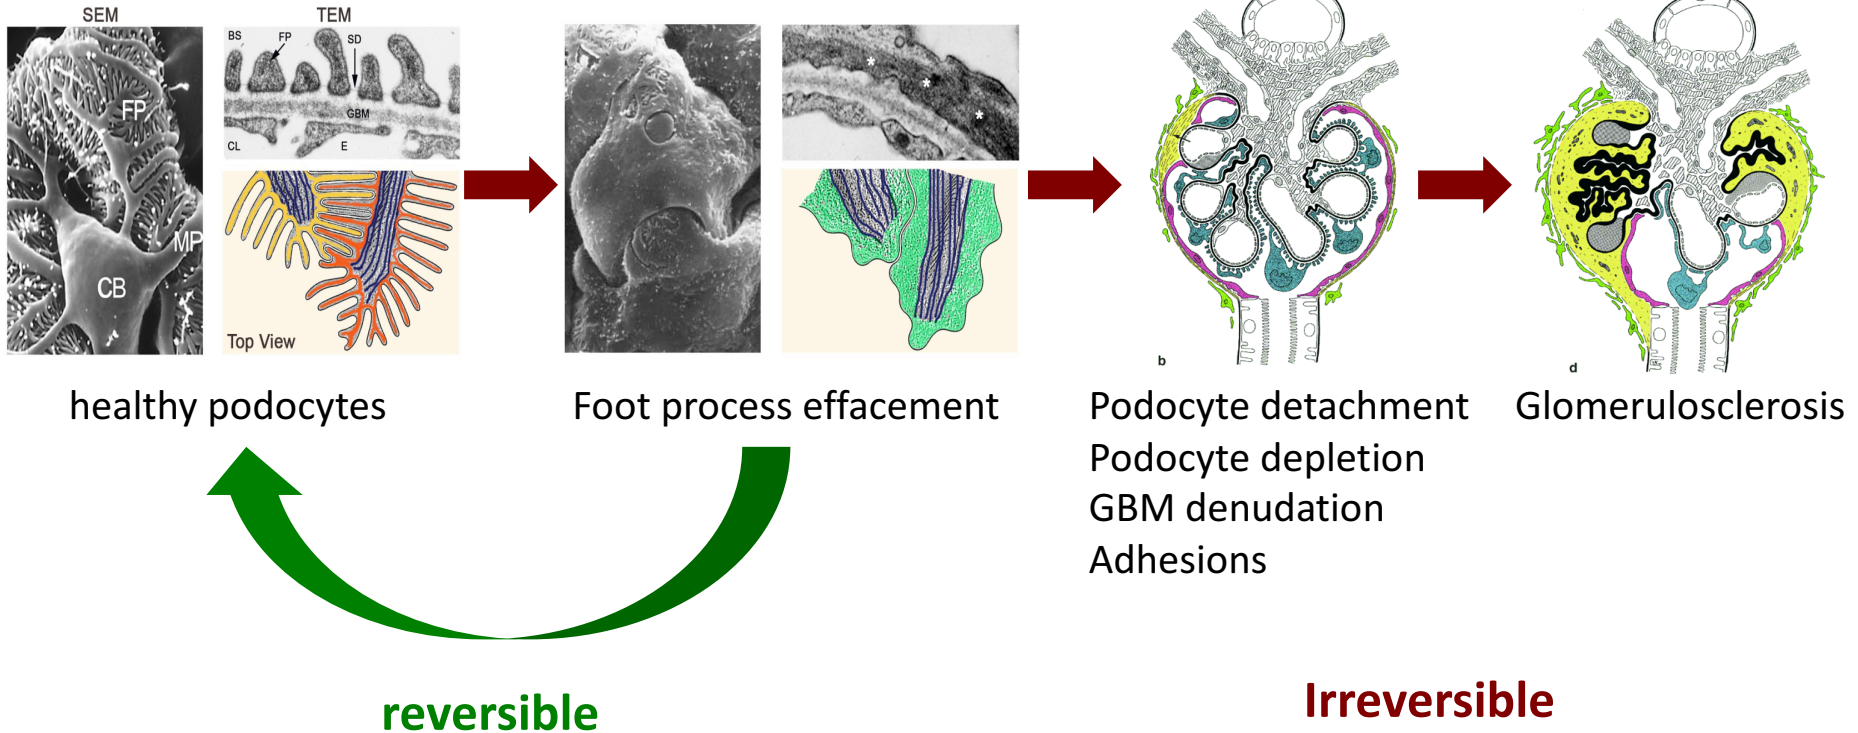 SEM
TEM
BS
FP
SD
GBM
CL
E
FP
MP
CB
Top View
* * *
b
d
healthy podocytes
Foot process effacement
Podocyte detachment
Podocyte depletion
GBM denudation
Adhesions
Glomerulosclerosis
reversible
Irreversible